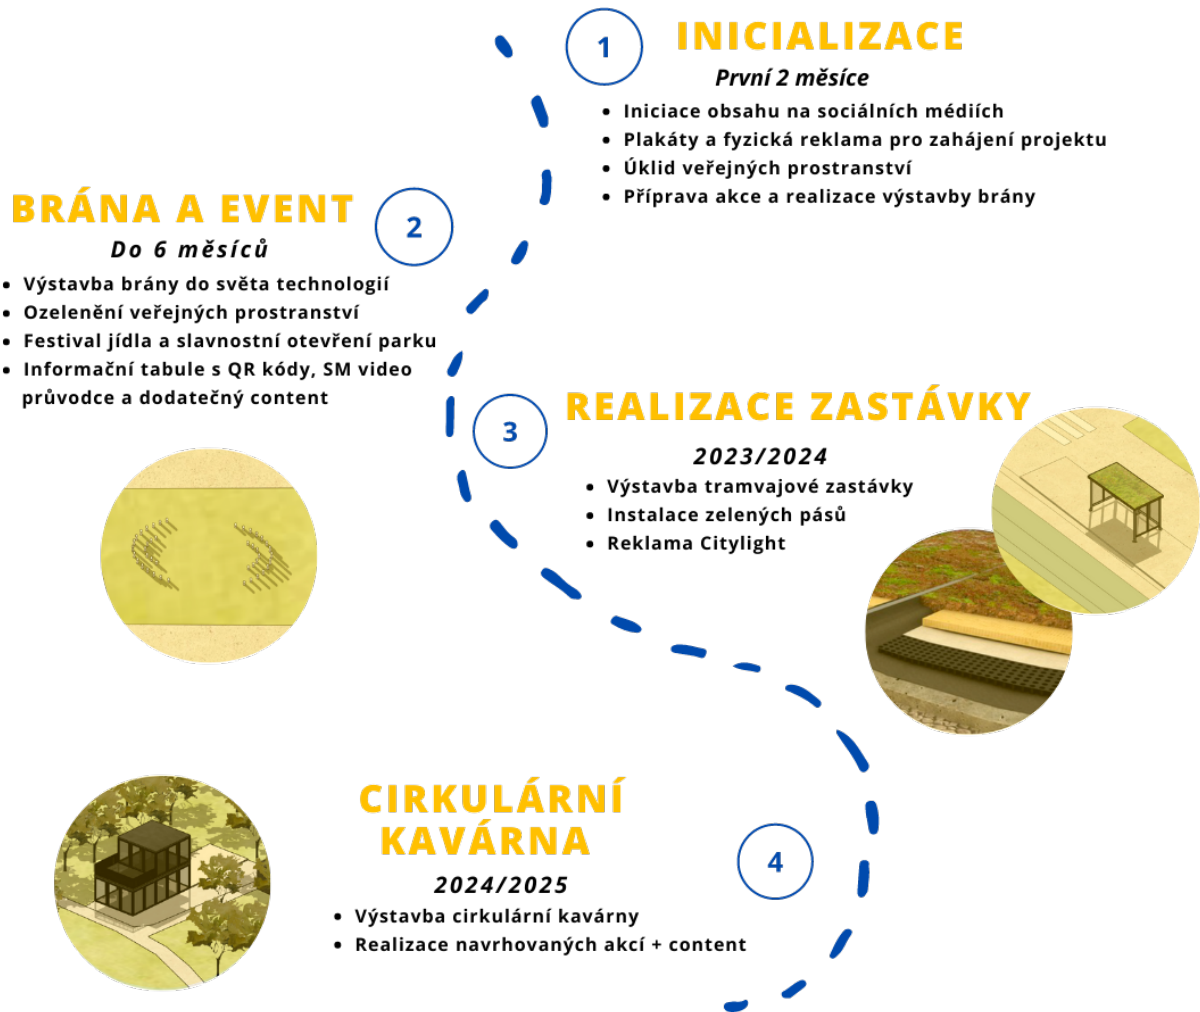 1
INICIALIZACE
První 2 měsíce
• Iniciace obsahu na sociálních médiích
• Plakáty a fyzická reklama pro zahájení projektu
• Úklid veřejných prostranství
• Příprava akce a realizace výstavby brány
BRÁNA A EVENT
2
Do 6 měsíců
• Výstavba brány do světa technologií
• Ozelenění veřejných prostranství
• Festival jídla a slavnostní otevření parku
• Informační tabule s QR kódy, SM video
průvodce a dodatečný content
3
REALIZACE ZASTÁVKY
2023/2024
• Výstavba tramvajové zastávky
• Instalace zelených pásů
• Reklama Citylight
CIRKULÁRNÍ
KAVÁRNA
4
2024/2025
• Výstavba cirkulární kavárny
• Realizace navrhovaných akcí + content